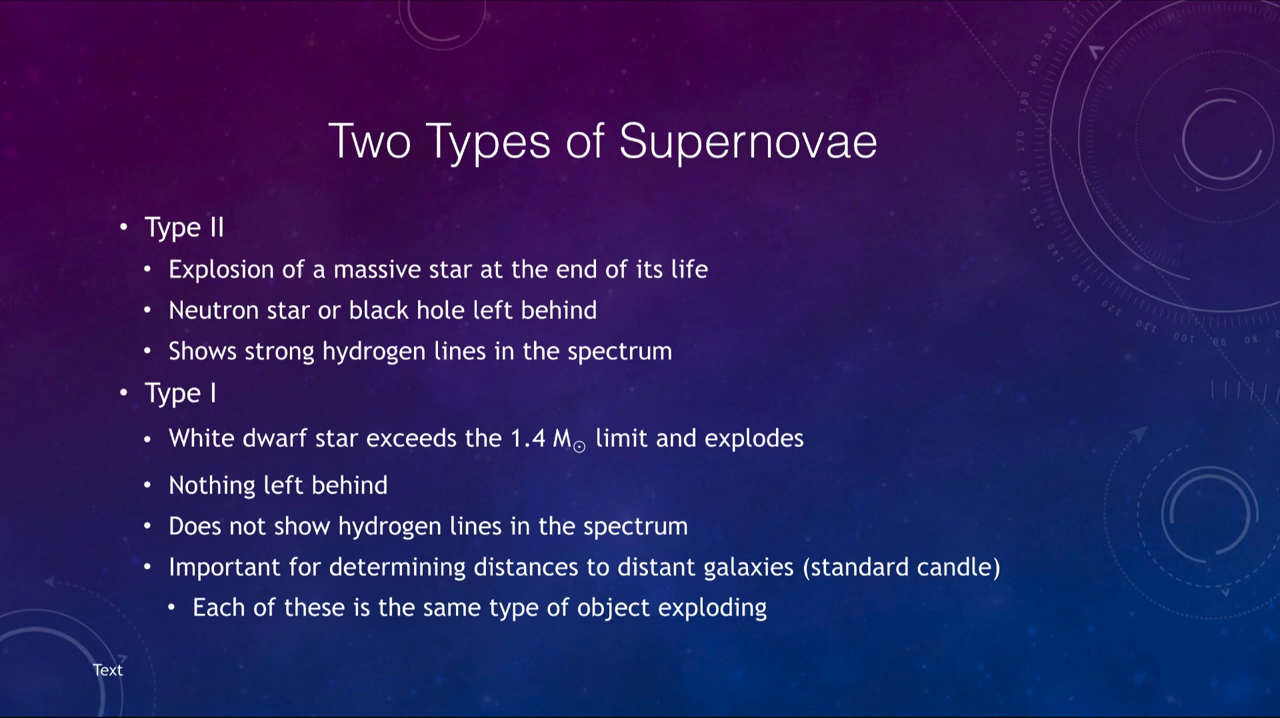 Two Types of Supernovae
• Type II
• Explosion of a massive star at the end of its life
• Neutron star or black hole left behind
• Shows strong hydrogen lines in the spectrum
• Type I
• White dwarf star exceeds the 1.4 M☉ limit and explodes
• Nothing left behind
• Does not show hydrogen lines in the spectrum
• Important for determining distances to distant galaxies (standard candle)
• Each of these is the same type of object exploding
Text